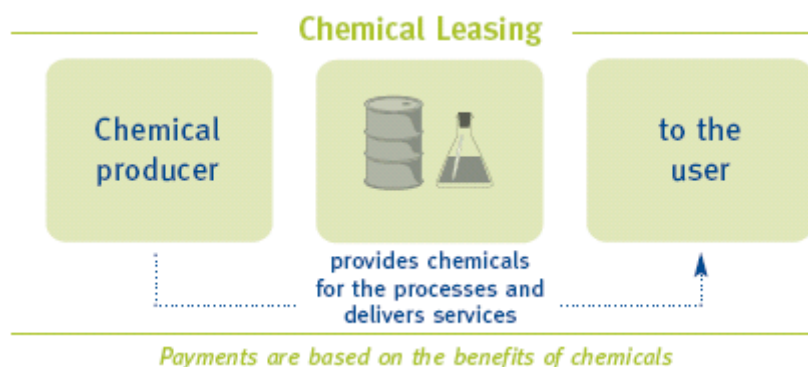 Chemical Leasing
Chemical
producer
to the
user
provides chemicals
for the processes and
delivers services
Payments are based on the benefits of chemicals